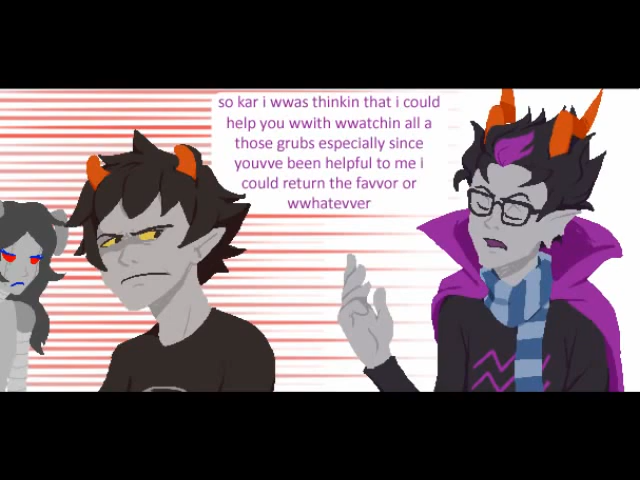 so kar i wwas thinkin that i could
help you wwith wwatchin all a
those grubs especially since
youvve been helpful to me i
could return the favvor or
wwhatevver